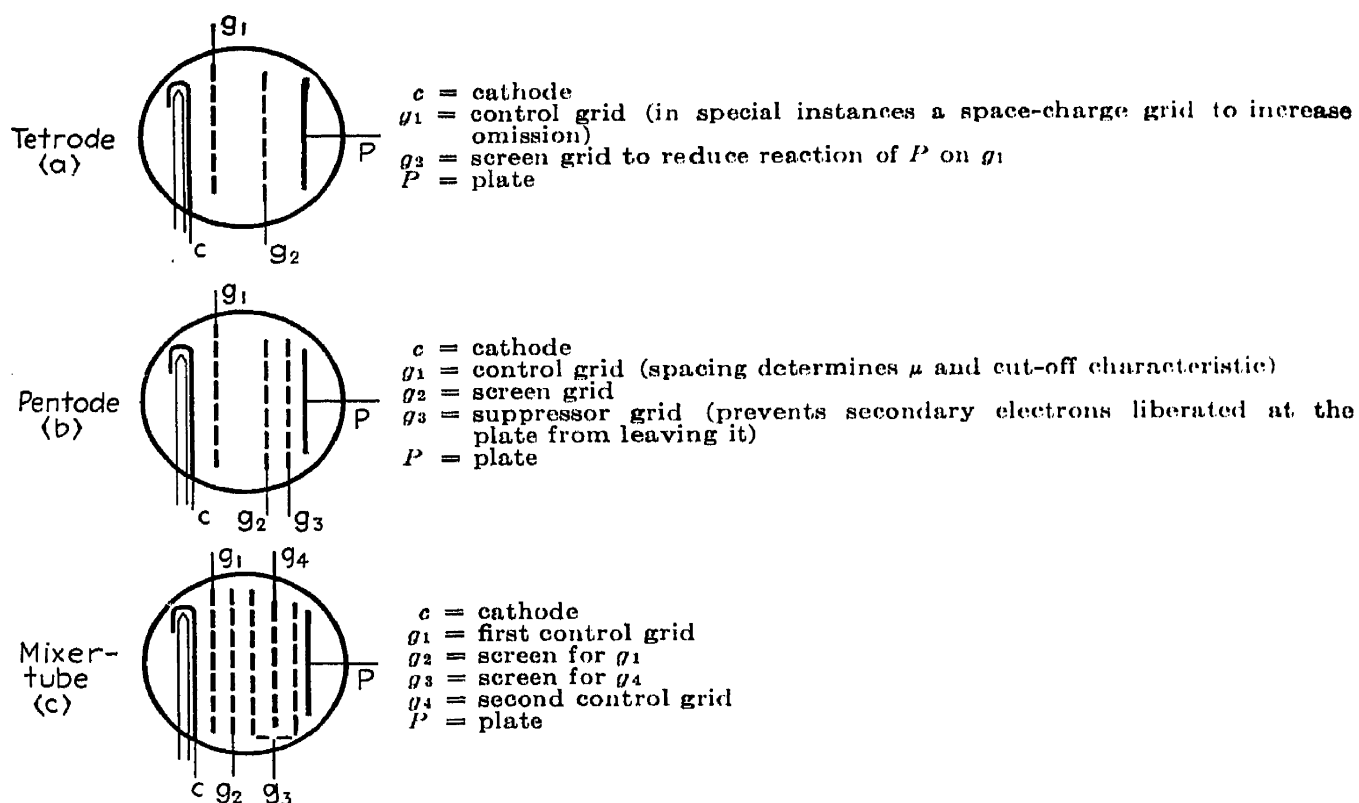 g1
Tetrode
(a)
P
c
g2
c = cathode
g1 = control grid (in special instances a space-charge grid to increase
omission)
g2 = screen grid to reduce reaction of P on g1
P = plate
g1
Pentode
(b)
P
c
g2
g3
c = cathode
g1 = control grid (spacing determines μ and cut-off characteristic)
g2 = screen grid
g3 = suppressor grid (prevents secondary electrons liberated at the
plate from leaving it)
P = plate
g1
g4
Mixer-
tube
(c)
P
c
g2
g3
c = cathode
g1 = first control grid
g2 = screen for g1
g3 = screen for g4
g4 = second control grid
P = plate